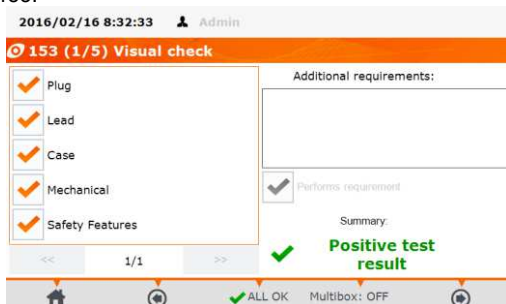 2016/02/16 8:32:33 Admin
153 (1/5) Visual check
Plug
Lead
Case
Mechanical
Safety Features
<< 1/1 >>
Additional requirements:
Performs requirement
Summary:
Positive test
result
ALL OK Multibox: OFF